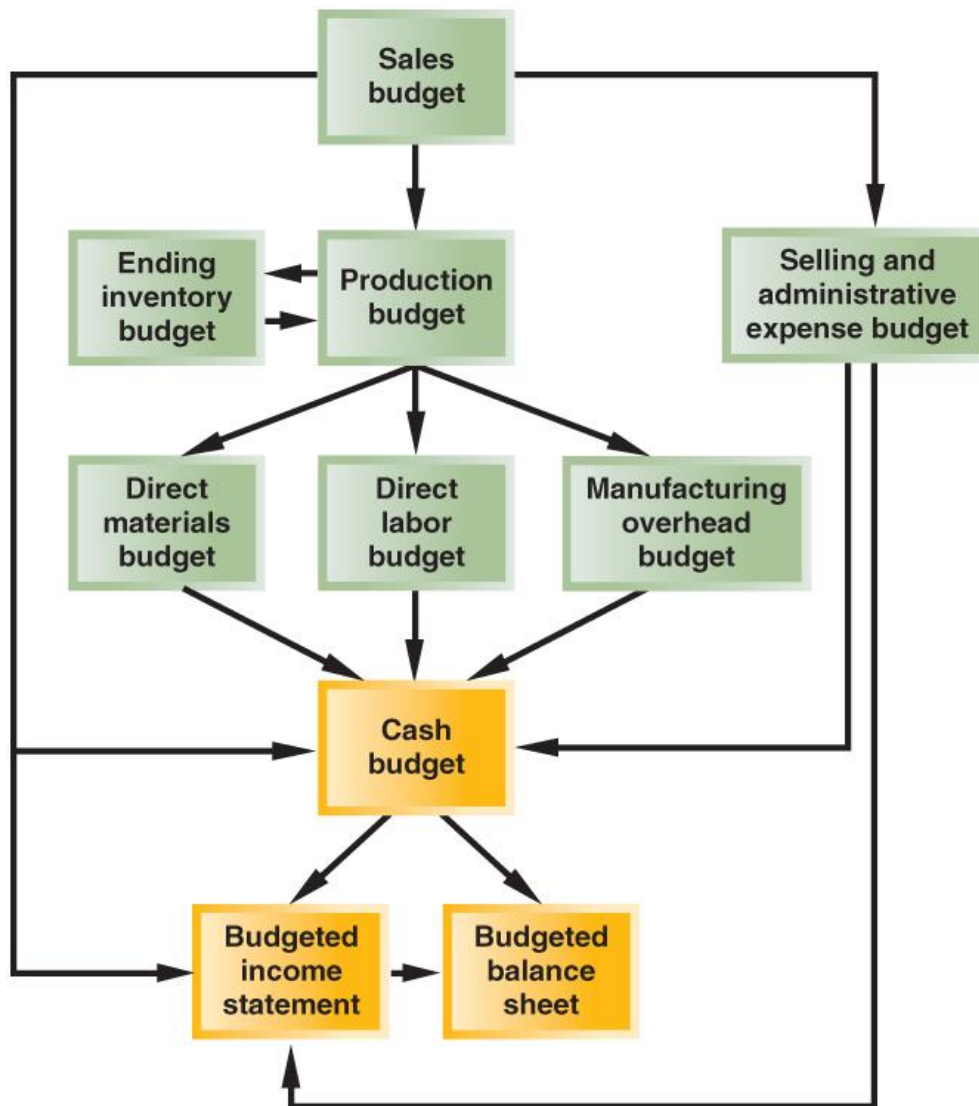 Sales
budget
Ending
inventory
budget
Production
budget
Selling and
administrative
expense budget
Direct
materials
budget
Direct
labor
budget
Manufacturing
overhead
budget
Cash
budget
Budgeted
income
statement
Budgeted
balance
sheet